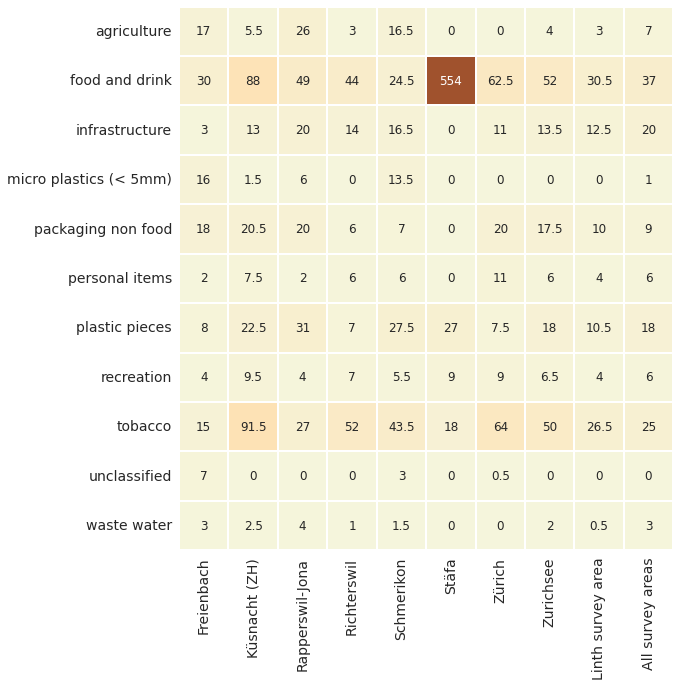 agriculture 17 5.5 26 3 16.5 0 0 4 3 7
food and drink 30 88 49 44 24.5 554 62.5 52 30.5 37
infrastructure 3 13 20 14 16.5 0 11 13.5 12.5 20
micro plastics (< 5mm) 16 1.5 6 0 13.5 0 0 0 0 1
packaging non food 18 20.5 20 6 7 0 20 17.5 10 9
personal items 2 7.5 2 6 6 0 11 6 4 6
plastic pieces 8 22.5 31 7 27.5 27 7.5 18 10.5 18
recreation 4 9.5 4 7 5.5 9 9 6.5 4 6
tobacco 15 91.5 27 52 43.5 18 64 50 26.5 25
unclassified 7 0 0 0 3 0 0.5 0 0 0
waste water 3 2.5 4 1 1.5 0 0 2 0.5 3
Freienbach
Küsnacht (ZH)
Rapperswil-Jona
Richterswil
Schmerikon
Stäfa
Zürich
Zurichsee
Linth survey area
All survey areas